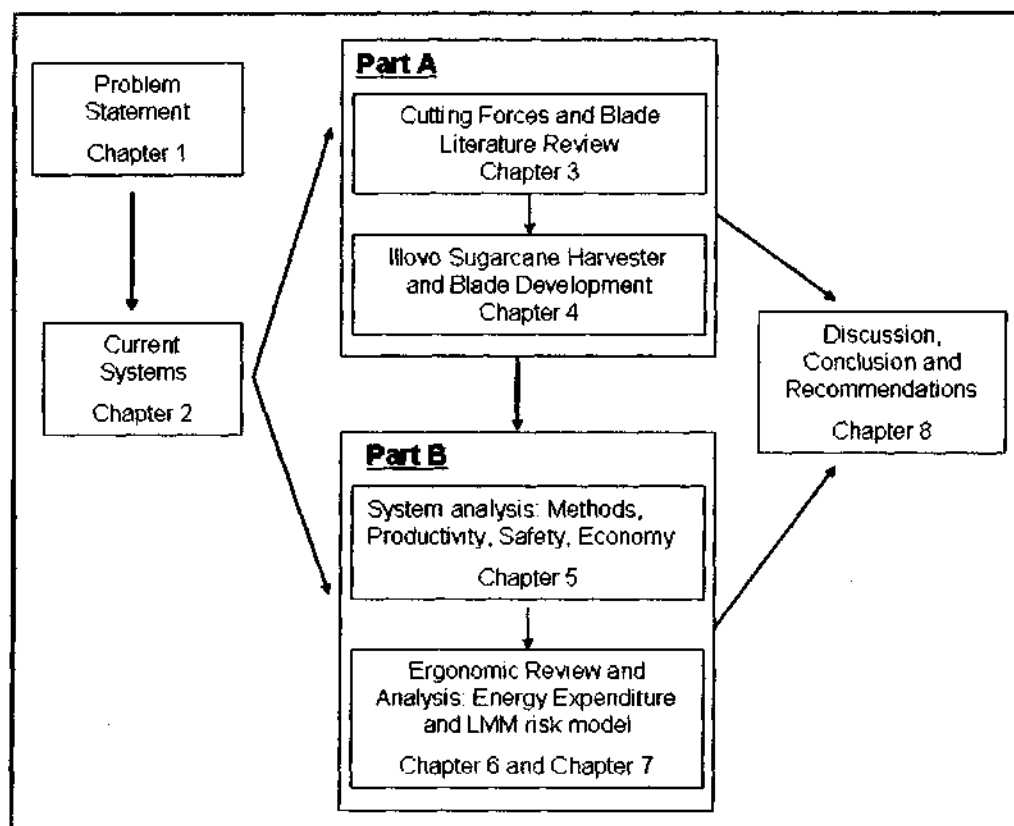 Problem
Statement
Chapter 1
Current
Systems
Chapter 2
Part A
Cutting Forces and Blade
Literature Review
Chapter 3
Illovo Sugarcane Harvester
and Blade Development
Chapter 4
Part B
System analysis: Methods,
Productivity, Safety, Economy
Chapter 5
Ergonomic Review and
Analysis: Energy Expenditure
and LMM risk model
Chapter 6 and Chapter 7
Discussion,
Conclusion and
Recommendations
Chapter 8